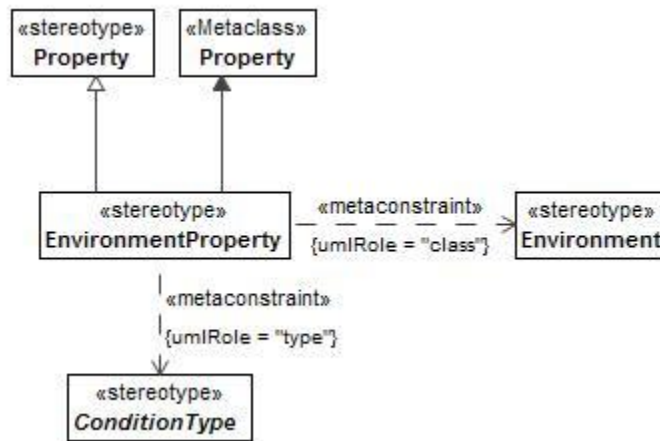 «stereotype»
Property
«Metaclass»
Property
«stereotype»
EnvironmentProperty
«metaconstraint»
{umlRole = "class"}
«stereotype»
Environment
«metaconstraint»
{umlRole = "type"}
«stereotype»
ConditionType